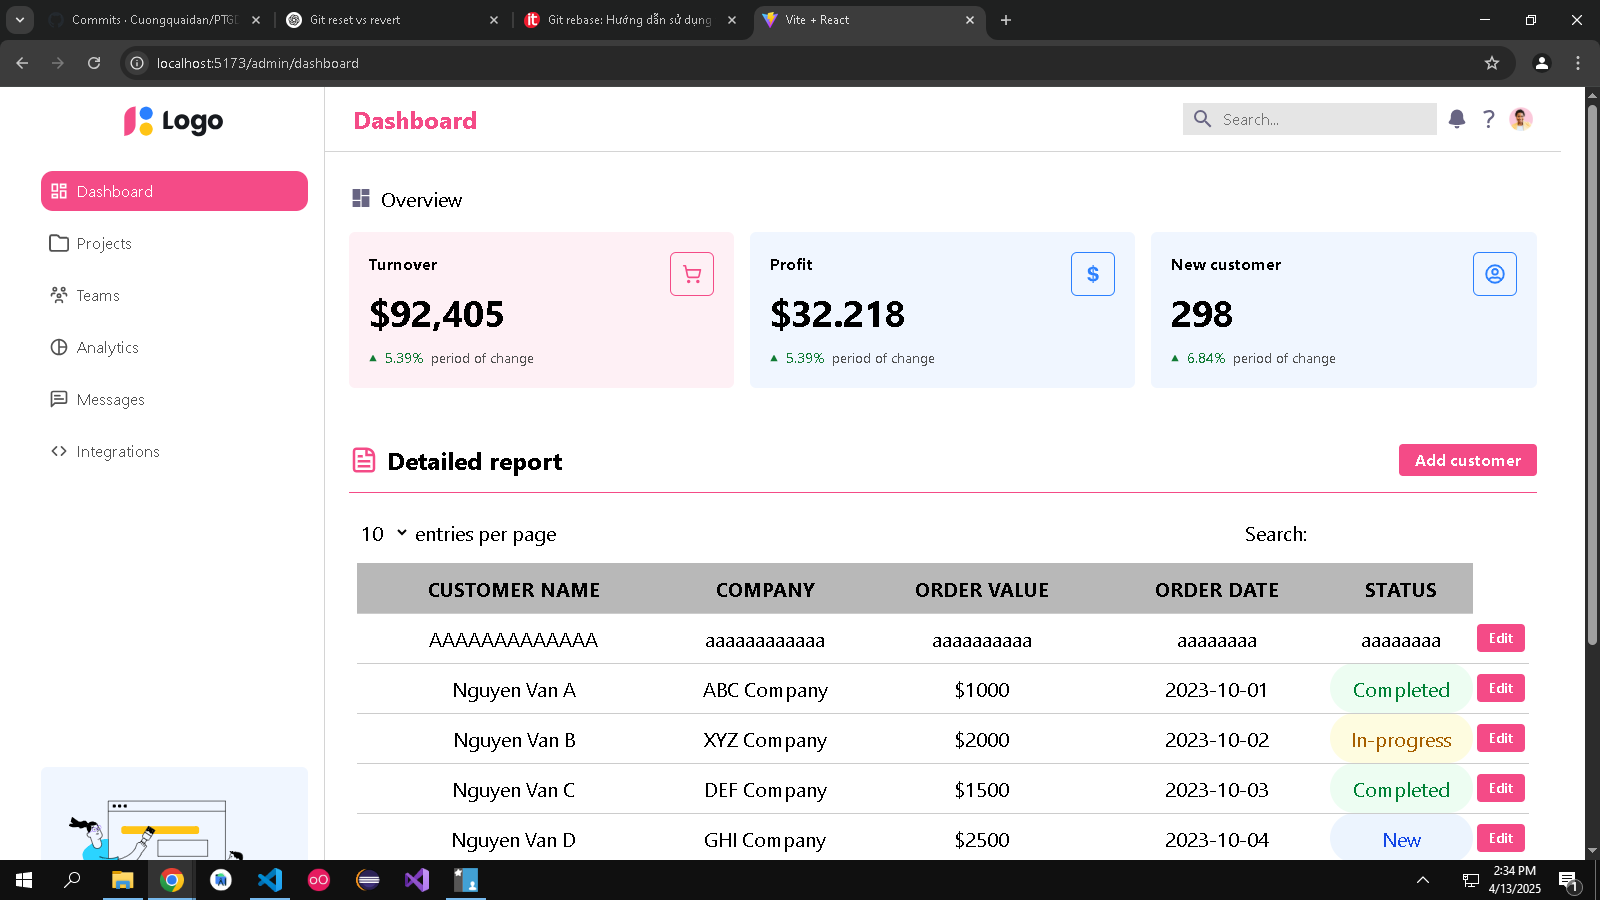 Commits · Cuongquaidan/PTGD
Git reset vs revert
Git rebase: Hướng dẫn sử dụng
Vite + React
localhost:5173/admin/dashboard
Logo
Dashboard
Search...
Dashboard
Projects
Teams
Analytics
Messages
Integrations
Overview
Turnover
$92,405
5.39% period of change
Profit
$32.218
5.39% period of change
New customer
298
6.84% period of change
Detailed report
Add customer
10 entries per page
Search:
CUSTOMER NAME COMPANY ORDER VALUE ORDER DATE STATUS
AAAAAAAAAAAAA aaaaaaaaaaaa aaaaaaaaaa aaaaaaaa aaaaaaaa Edit
Nguyen Van A ABC Company $1000 2023-10-01 Completed Edit
Nguyen Van B XYZ Company $2000 2023-10-02 In-progress Edit
Nguyen Van C DEF Company $1500 2023-10-03 Completed Edit
Nguyen Van D GHI Company $2500 2023-10-04 New Edit
2:34 PM
4/13/2025
1